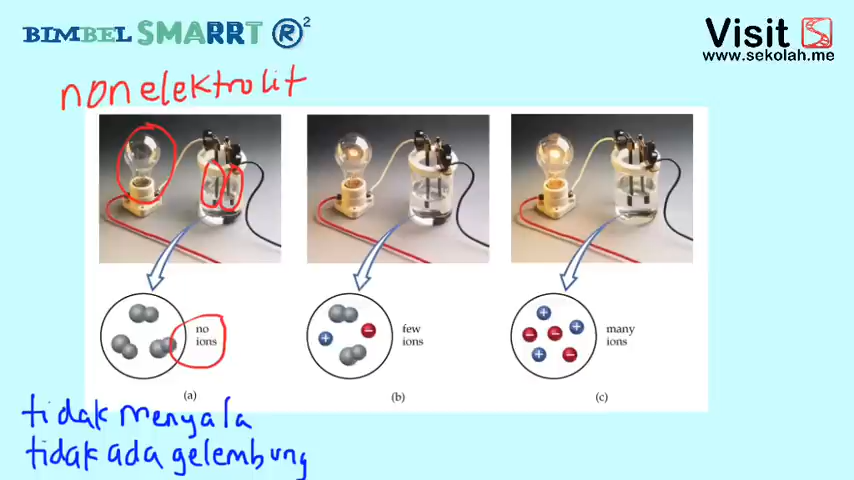 BIMBEL SMARRT R 2
Visit S
www.sekolah.me
nonelektrolit
no
ions
few
ions
many
ions
(a)
(b)
(c)
tidak menyala
tidak ada gelembung